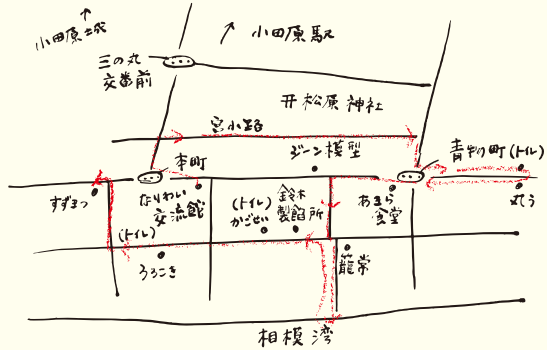 小田原城
小田原駅
三の丸
交番前
松原神社
宮小路
青物町(トイレ)
本町
ジーン模型
すずまつ
なりわい
交流館
(トイレ)
かごせい
鈴木
製餡所
あまら
食堂
丸う
(トイレ)
うろこき
籠常
相模湾